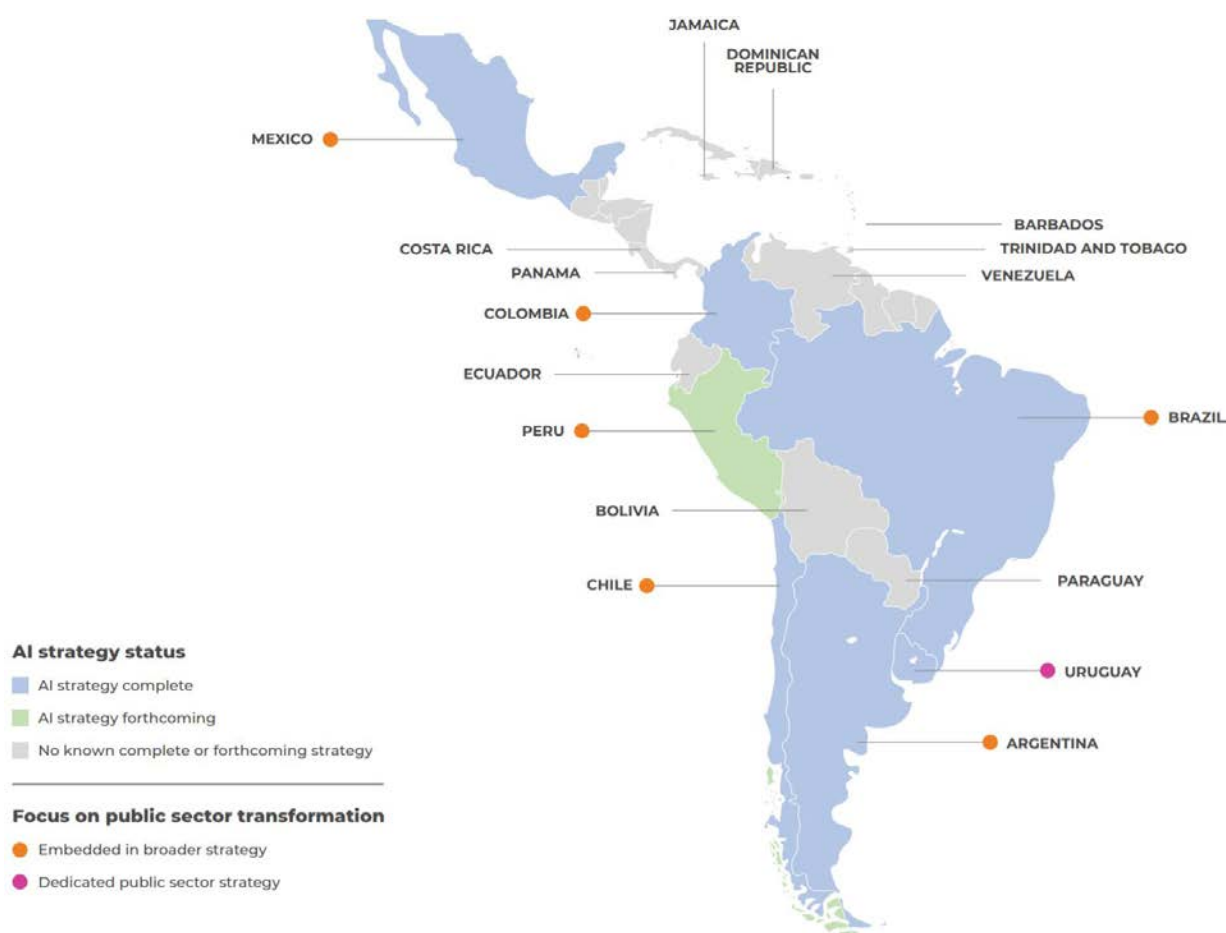 JAMAICA
DOMINICAN
REPUBLIC
MEXICO
BARBADOS
COSTA RICA
TRINIDAD AND TOBAGO
PANAMA
VENEZUELA
COLOMBIA
ECUADOR
BRAZIL
PERU
BOLIVIA
CHILE
PARAGUAY
AI strategy status
AI strategy complete
URUGUAY
AI strategy forthcoming
ARGENTINA
No known complete or forthcoming strategy
Focus on public sector transformation
Embedded in broader strategy
Dedicated public sector strategy